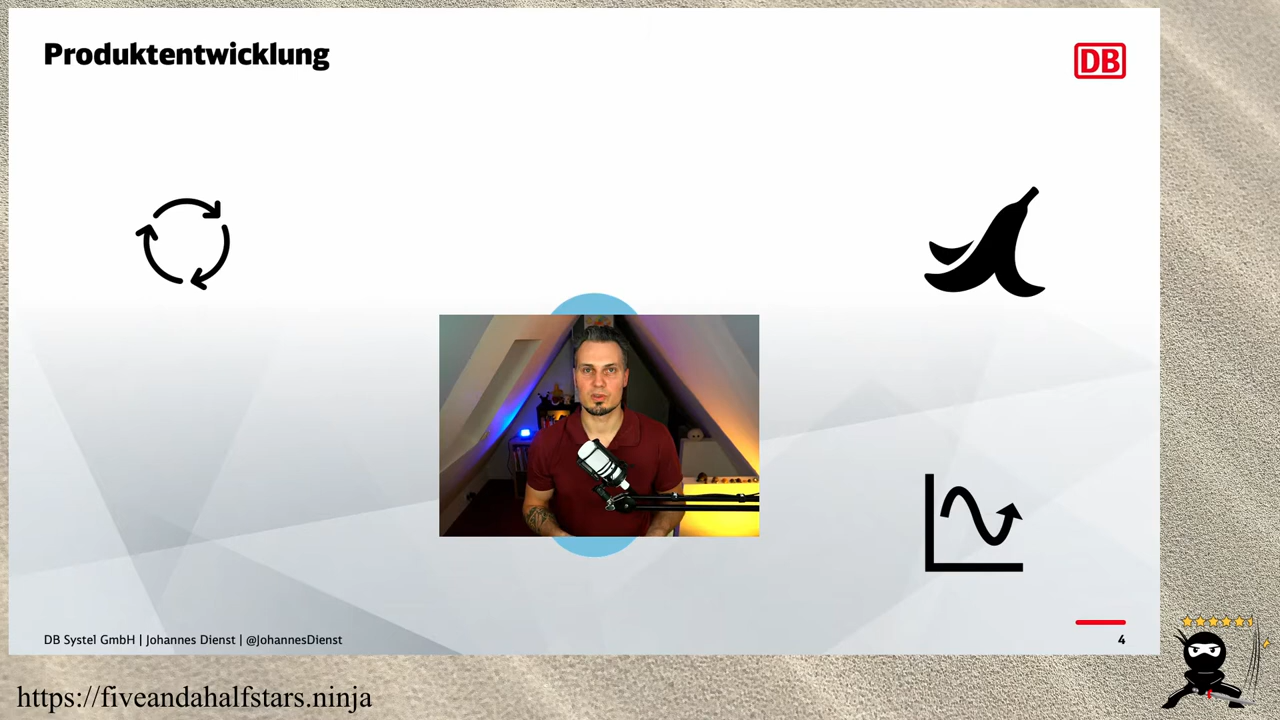 Produktentwicklung
DB
DB Systel GmbH | Johannes Dienst | @JohannesDienst
4
https://fiveandahalfstars.ninja